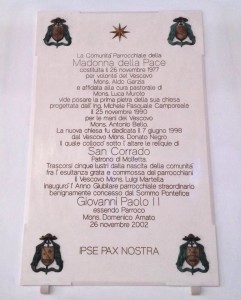 La Comunità Parrocchiale della
Madonna della Pace
costituita il 26 novembre 1977
per volontà del Vescovo
Mons. Aldo Garzia
e affidata alla cura pastorale di
Mons. Luca Murolo
vide posare la prima pietra della sua chiesa
progettata dall'ing. Michele Pasquale Camporeale
il 25 novembre 1990
per le mani del Vescovo
Mons. Antonio Bello.
La nuova chiesa fu dedicata il 7 giugno 1998
dal Vescovo Mons. Donato Negro
il quale collocò sotto l'altare le reliquie di
San Corrado
Patrono di Molfetta.
Trascorsi cinque lustri dalla nascita della comunità
fra l'esultanza grata e commossa dei parrocchiani
il Vescovo Mons. Luigi Martella
inaugurò l'Anno Giubilare parrocchiale straordinario
benignamente concesso dal Sommo Pontefice
Giovanni Paolo II
essendo Parroco
Mons. Domenico Amato
26 novembre 2002
IPSE PAX NOSTRA